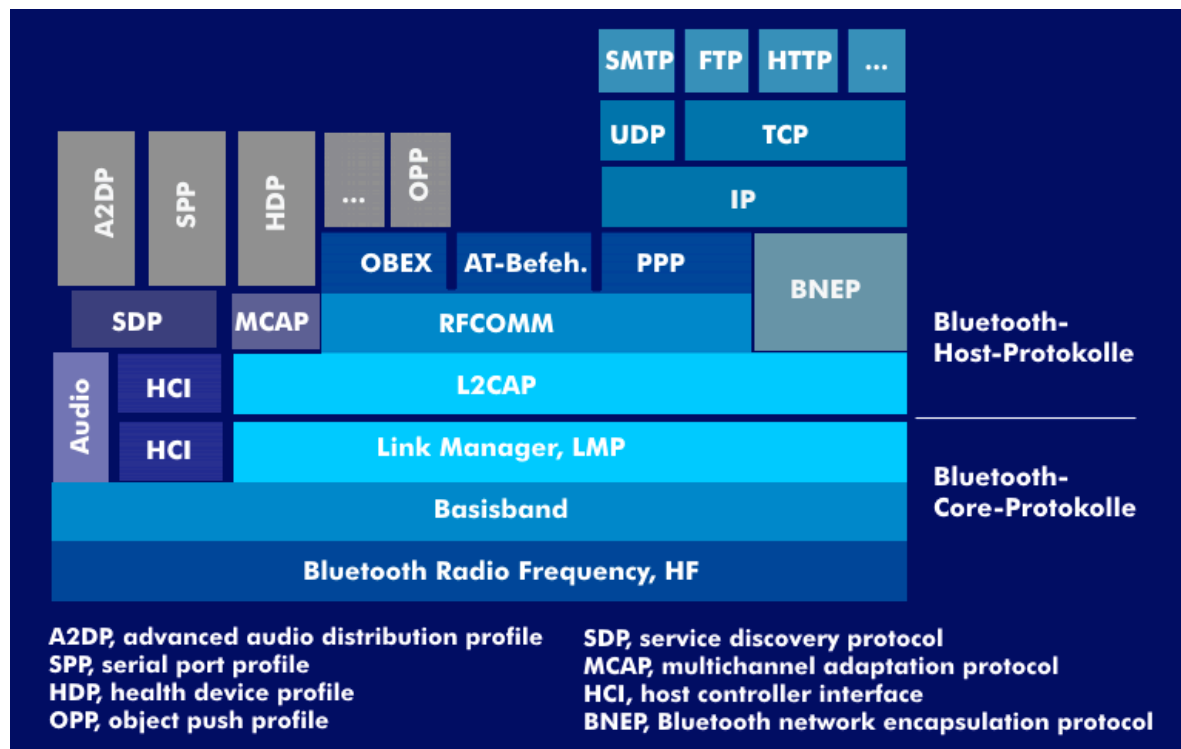 SMTP FTP HTTP ...
UDP TCP
A2DP SPP HDP ... OPP
IP
OBEX AT-Befeh. PPP
BNEP
SDP MCAP RFCOMM
Bluetooth-
Host-Protokolle
Audio HCI L2CAP
HCI Link Manager, LMP
Bluetooth-
Core-Protokolle
Basisband
Bluetooth Radio Frequency, HF
A2DP, advanced audio distribution profile
SPP, serial port profile
HDP, health device profile
OPP, object push profile
SDP, service discovery protocol
MCAP, multichannel adaptation protocol
HCI, host controller interface
BNEP, Bluetooth network encapsulation protocol